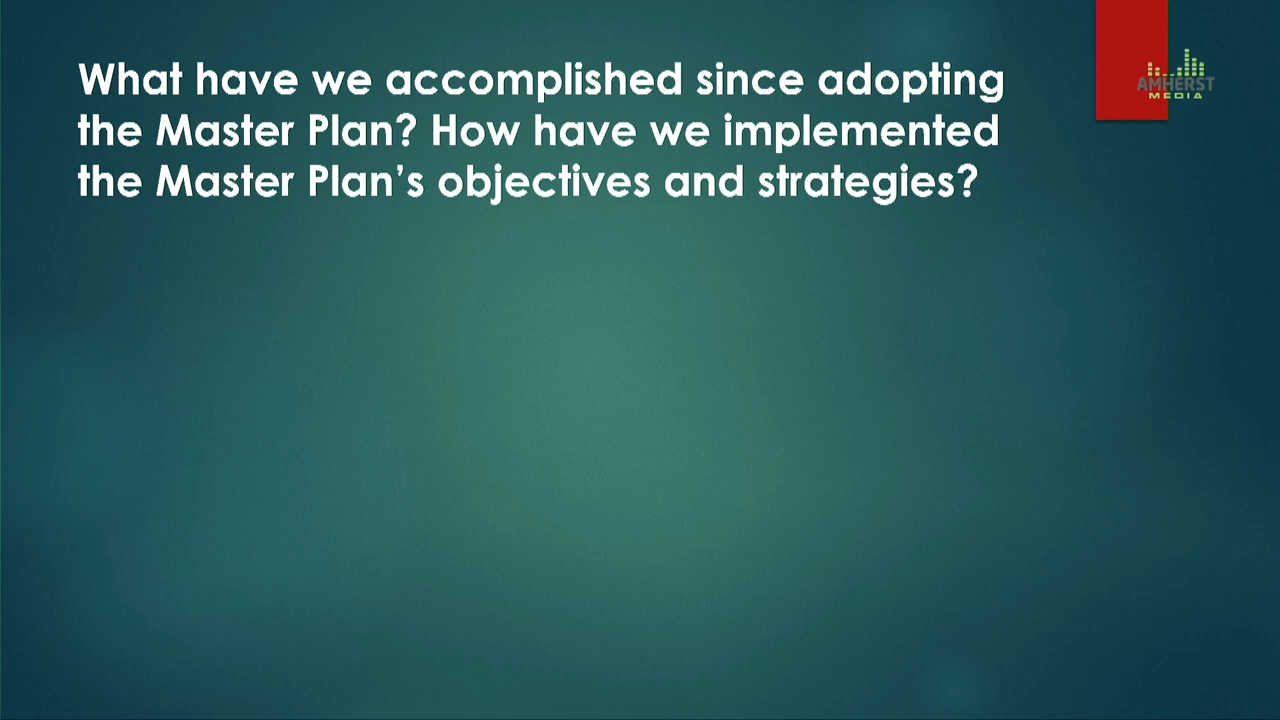 What have we accomplished since adopting
the Master Plan? How have we implemented
the Master Plan’s objectives and strategies?
AMHERST
MEDIA